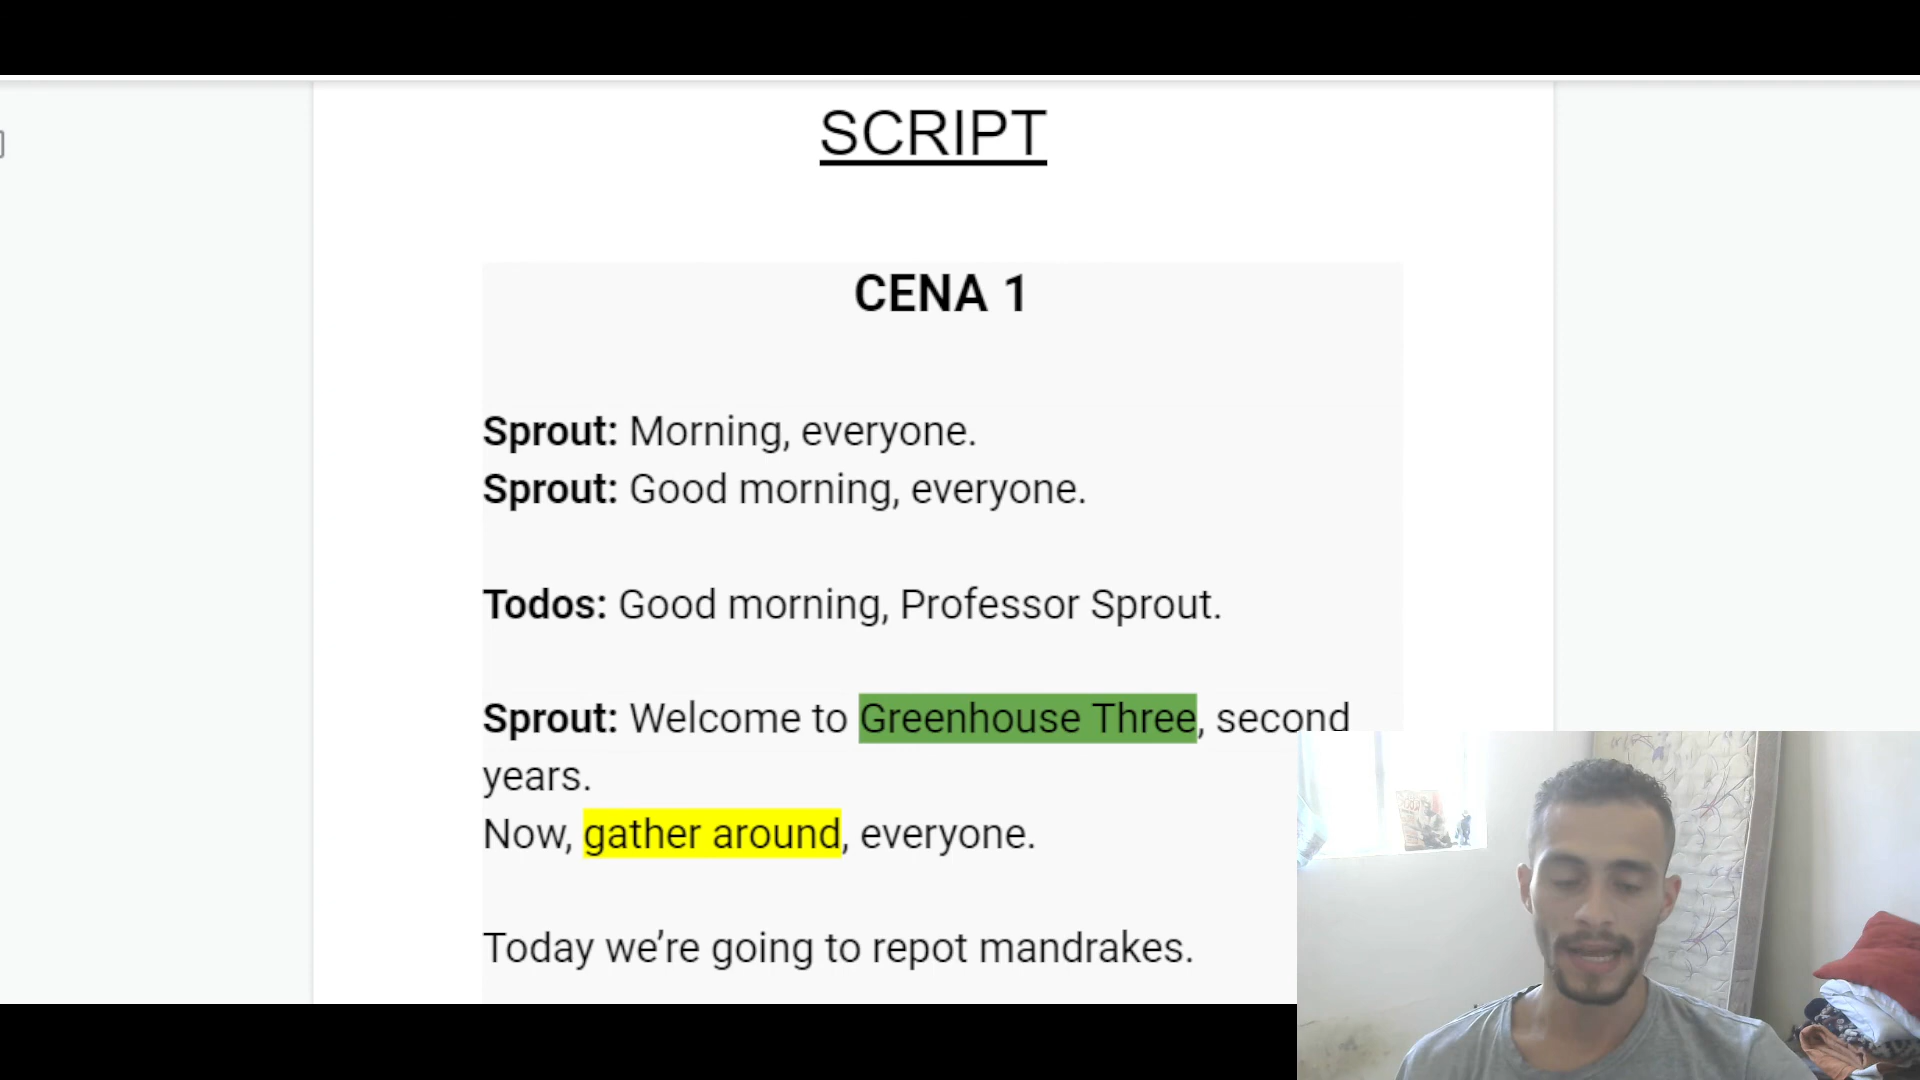 SCRIPT
CENA 1
Sprout: Morning, everyone.
Sprout: Good morning, everyone.
Todos: Good morning, Professor Sprout.
Sprout: Welcome to Greenhouse Three, second
years.
Now, gather around, everyone.
Today we’re going to repot mandrakes.